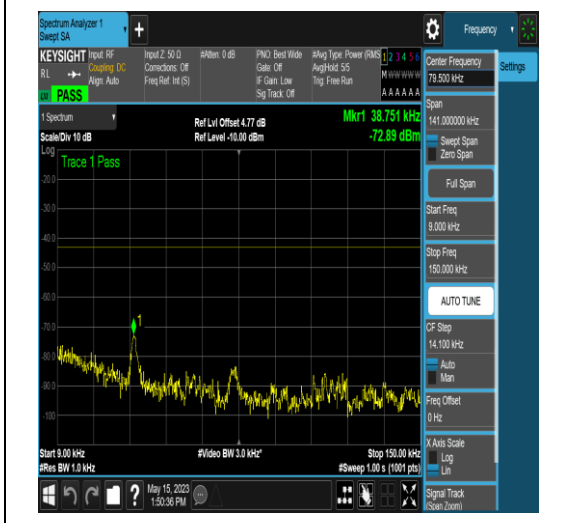 Spectrum Analyzer 1
Swept SA
Frequency
KEYSIGHT
RL
PASS
Input: RF
Coupling: DC
Align: Auto
Input Z: 50 Ω
Corrections: Off
Freq Ref: Int (S)
#Atten: 0 dB
PNO: Best Wide
Gate: Off
IF Gain: Low
Sig Track: Off
#Avg Type: Power (RMS
Avg|Hold: 5/5
Trig: Free Run
1 2 3 4 5 6
M W W W W W
A A A A A A
Settings
1 Spectrum
Scale/Div 10 dB
Ref Lvl Offset 4.77 dB
Ref Level -10.00 dBm
Mkr1 38.751 kHz
-72.89 dBm
Log
Trace 1 Pass
-20.0
-30.0
-40.0
-50.0
-60.0
-70.0
-80.0
-90.0
-100
1
Start 9.00 kHz
#Res BW 1.0 kHz
#Video BW 3.0 kHz*
Stop 150.00 kHz
#Sweep 1.00 s (1001 pts)
May 15, 2023
1:50:36 PM
Center Frequency
79.500 kHz
Span
141.000000 kHz
Swept Span
Zero Span
Full Span
Start Freq
9.000 kHz
Stop Freq
150.000 kHz
AUTO TUNE
CF Step
14.100 kHz
Auto
Man
Freq Offset
0 Hz
X Axis Scale
Log
Lin
Signal Track
(Span Zoom)